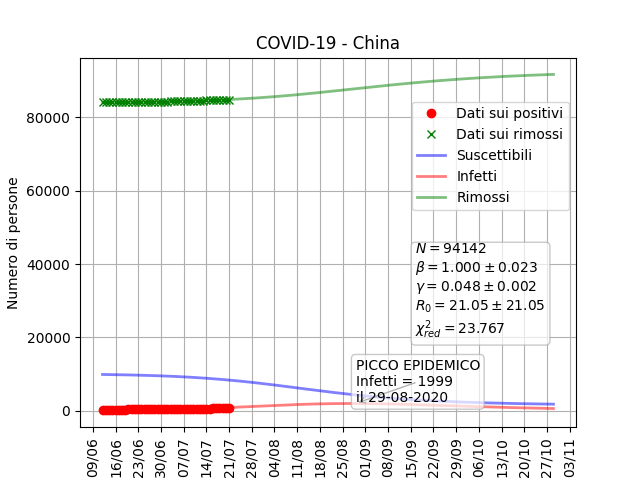 COVID-19 - China
Numero di persone
80000
60000
40000
20000
0
Dati sui positivi
Dati sui rimossi
Suscettibili
Infetti
Rimossi
N = 94142
β = 1.000 ± 0.023
γ = 0.048 ± 0.002
R₀ = 21.05 ± 21.05
χ²red = 23.767
PICCO EPIDEMICO
Infetti = 1999
il 29-08-2020
09/06
16/06
23/06
30/06
07/07
14/07
21/07
28/07
04/08
11/08
18/08
25/08
01/09
08/09
15/09
22/09
29/09
06/10
13/10
20/10
27/10
03/11